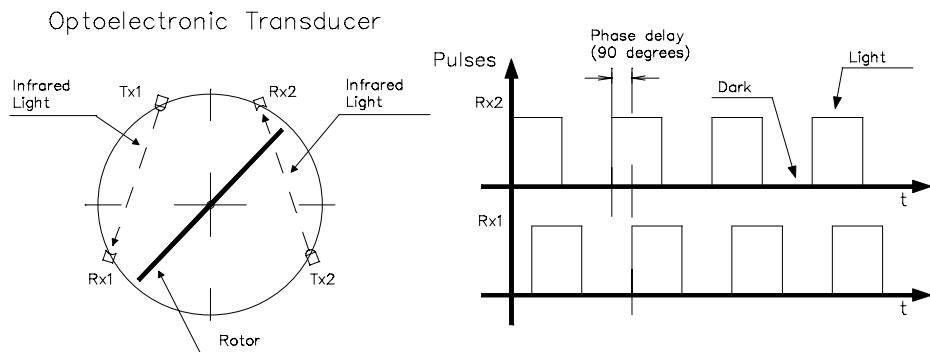 Optoelectronic Transducer
Infrared
Light
Tx1
Rx2
Infrared
Light
Rx1
Tx2
Rotor
Phase delay
(90 degrees)
Pulses
Light
Dark
Rx2
t
Rx1
t